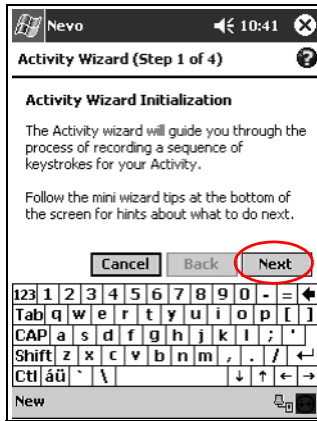 Nevo 10:41
Activity Wizard (Step 1 of 4)
Activity Wizard Initialization
The Activity wizard will guide you through the
process of recording a sequence of
keystrokes for your Activity.
Follow the mini wizard tips at the bottom of
the screen for hints about what to do next.
Cancel Back Next
123 1 2 3 4 5 6 7 8 9 0 - =
Tab q w e r t y u i o p [ ]
CAP a s d f g h j k l ; '
Shift z x c v b n m , . /
Ctl áü ` \ ↓ ↑ ← →
New